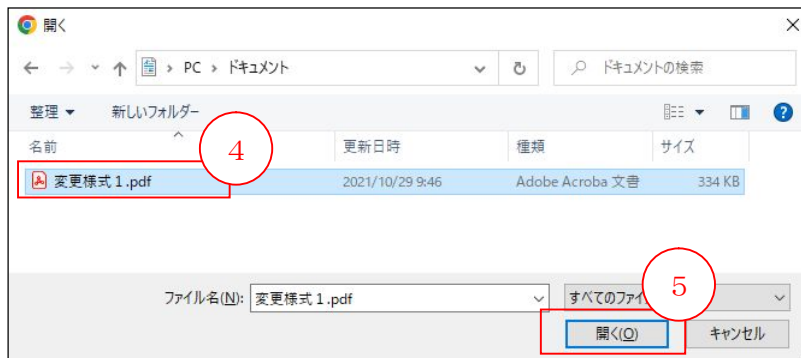 開く
PC › ドキュメント
ドキュメントの検索
整理 新しいフォルダー
名前 更新日時 種類 サイズ
4
変更様式１.pdf 2021/10/29 9:46 Adobe Acroba 文書 334 KB
5
ファイル名(N): 変更様式１.pdf すべてのファイ
開く(O) キャンセル